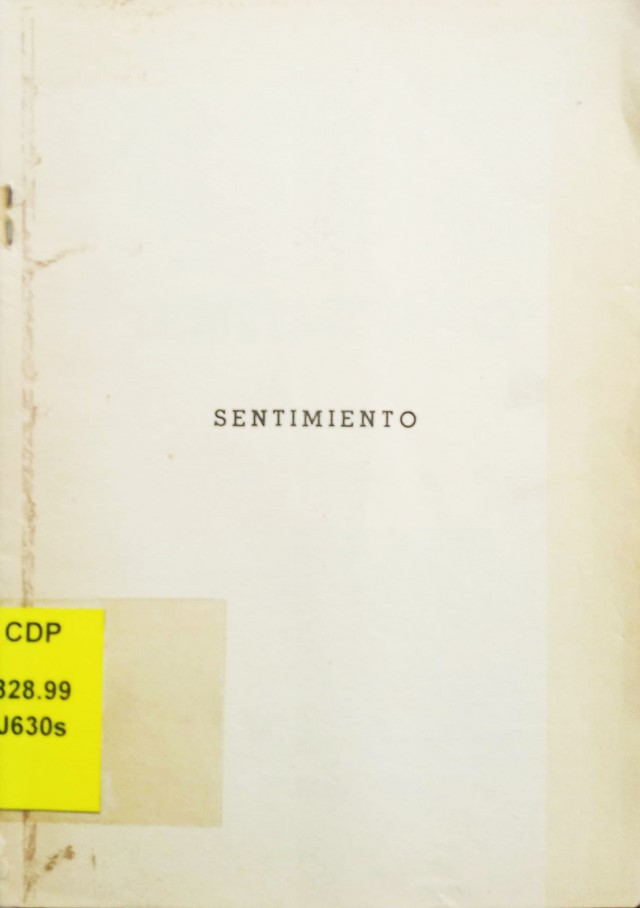 SENTIMIENTO
CDP
328.99
J630s